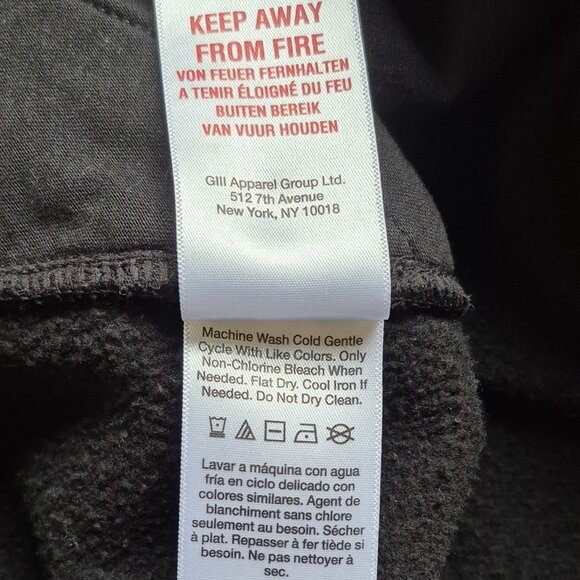 KEEP AWAY
FROM FIRE
VON FEUER FERNHALTEN
A TENIR ÉLOIGNÉ DU FEU
BUITEN BEREIK
VAN VUUR HOUDEN
GIII Apparel Group Ltd.
512 7th Avenue
New York, NY 10018
Machine Wash Cold Gentle
Cycle With Like Colors. Only
Non-Chlorine Bleach When
Needed. Flat Dry. Cool Iron If
Needed. Do Not Dry Clean.
Lavar a máquina con agua
fría en ciclo delicado con
colores similares. Agent de
blanchiment sans chlore
seulement au besoin. Sécher
à plat. Repasser à fer tiède si
besoin. Ne pas nettoyer à
sec.